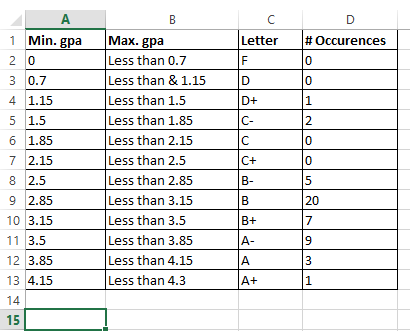 A B C D
1 Min. gpa Max. gpa Letter # Occurences
2 0 Less than 0.7 F 0
3 0.7 Less than & 1.15 D 0
4 1.15 Less than 1.5 D+ 1
5 1.5 Less than 1.85 C- 2
6 1.85 Less than 2.15 C 0
7 2.15 Less than 2.5 C+ 0
8 2.5 Less than 2.85 B- 5
9 2.85 Less than 3.15 B 20
10 3.15 Less than 3.5 B+ 7
11 3.5 Less than 3.85 A- 9
12 3.85 Less than 4.15 A 3
13 4.15 Less than 4.3 A+ 1
14
15